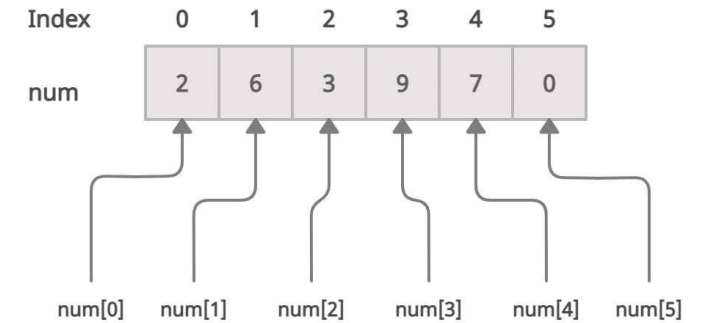 Index 0 1 2 3 4 5
num 2 6 3 9 7 0
num[0] num[1] num[2] num[3] num[4] num[5]